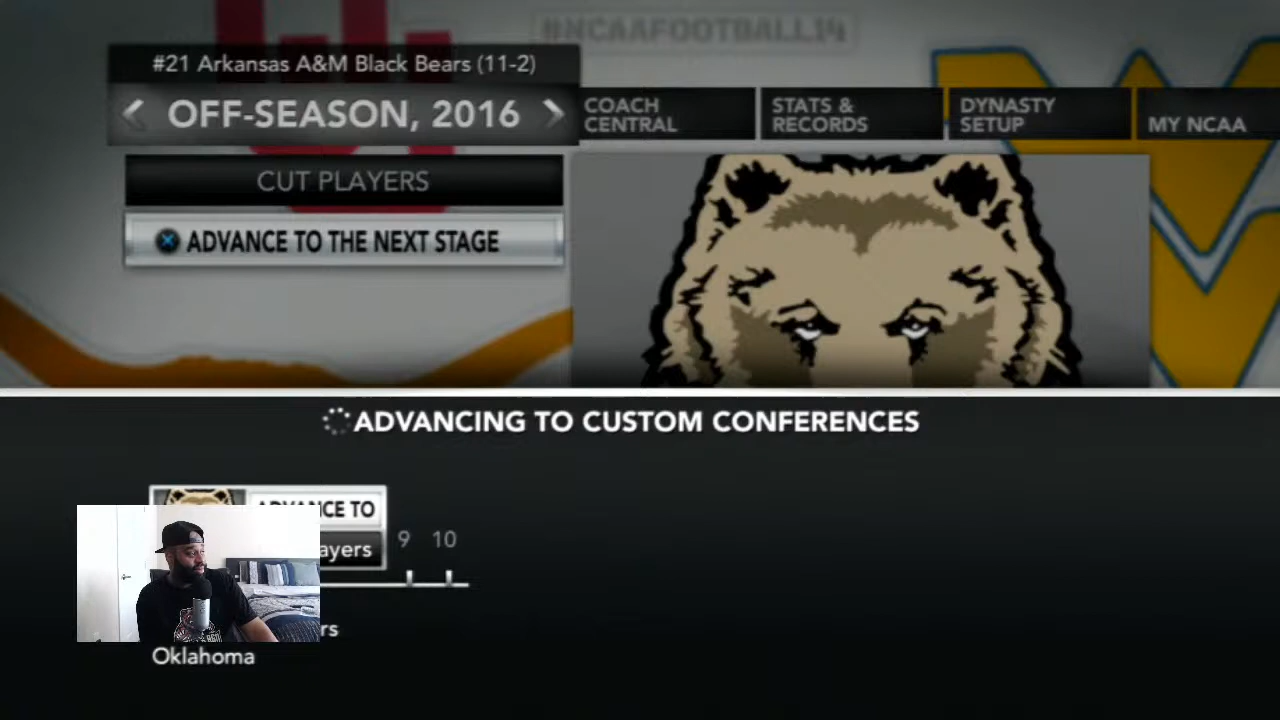 #NCAAFOOTBALL14
#21 Arkansas A&M Black Bears (11-2)
OFF-SEASON, 2016
COACH CENTRAL
STATS & RECORDS
DYNASTY SETUP
MY NCAA
CUT PLAYERS
ADVANCE TO THE NEXT STAGE
ADVANCING TO CUSTOM CONFERENCES
ADVANCE TO
ayers
9 10
rs
Oklahoma